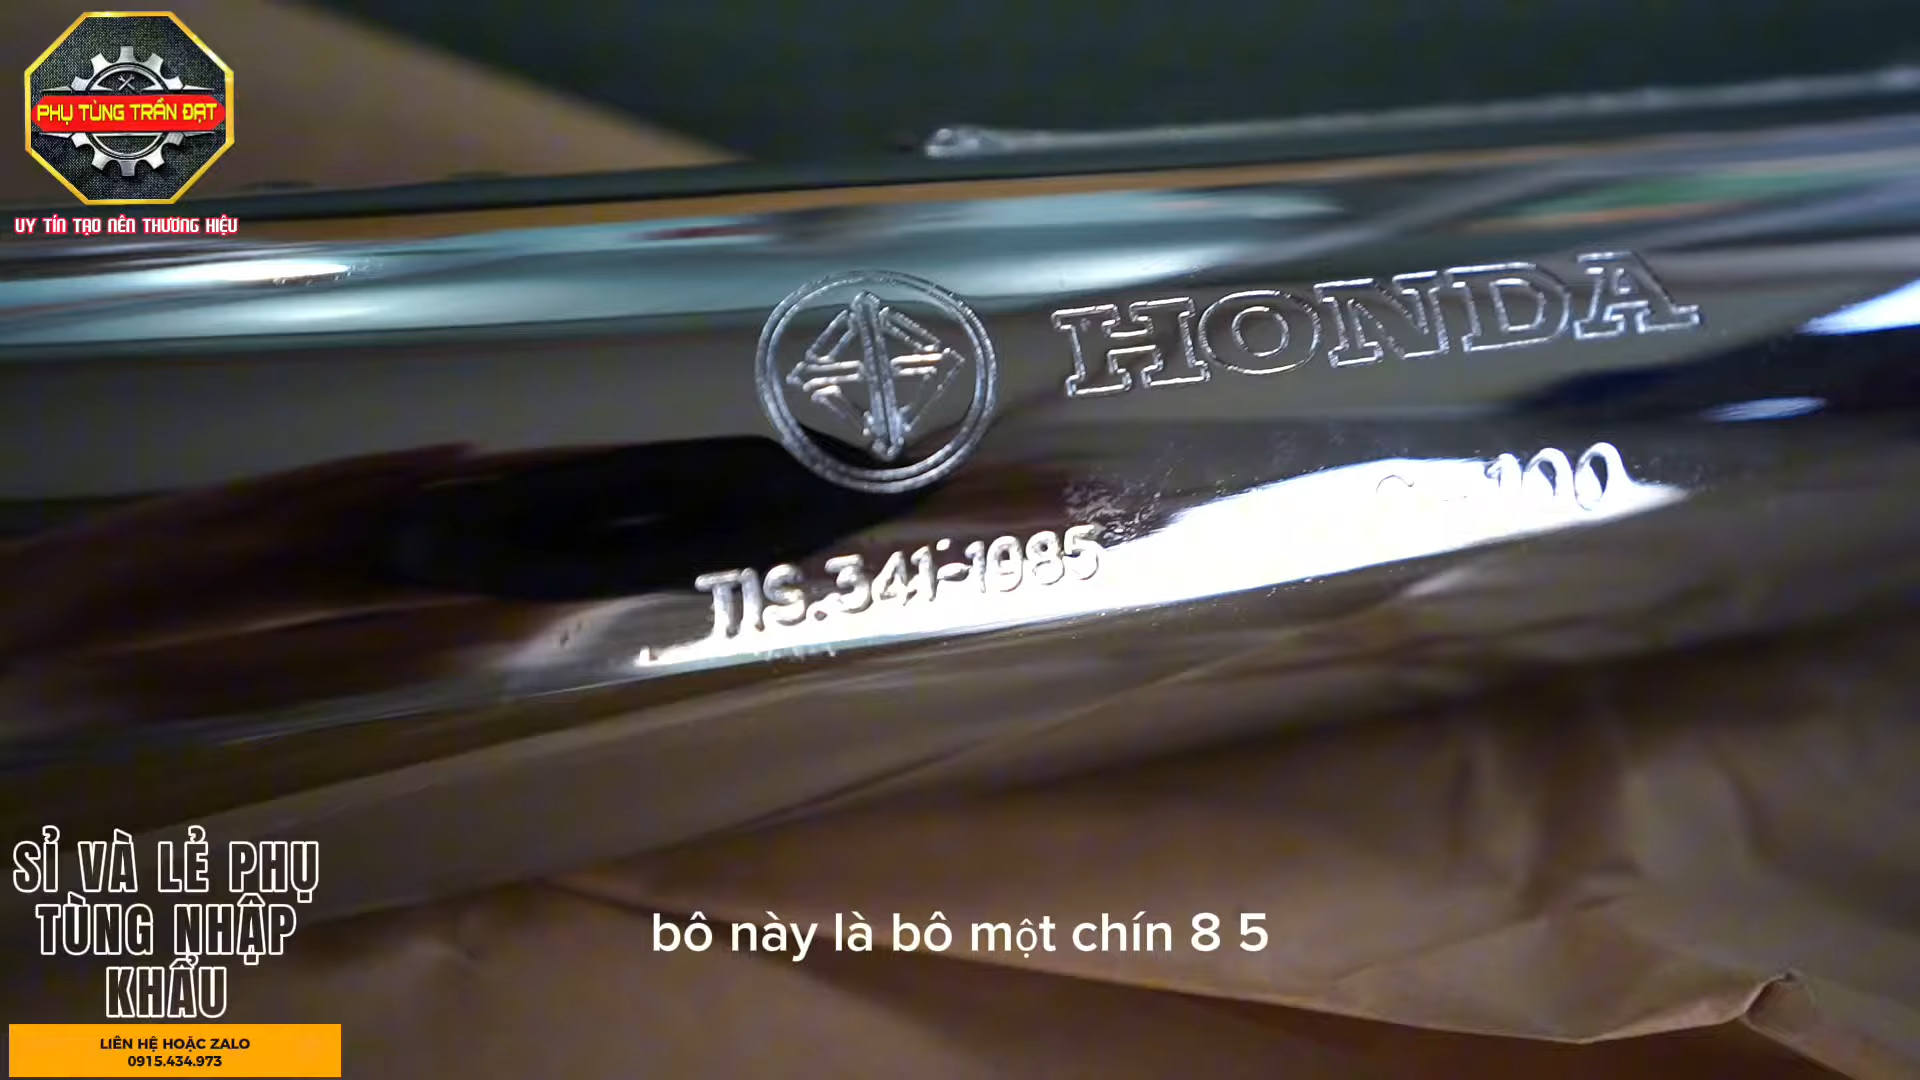 PHỤ TÙNG TRẦN ĐẠT
UY TÍN TẠO NÊN THƯƠNG HIỆU
HONDA
100
TIS.341-1985
SỈ VÀ LẺ PHỤ
TÙNG NHẬP
KHẨU
bô này là bô một chín 8 5
LIÊN HỆ HOẶC ZALO
0915.434.973